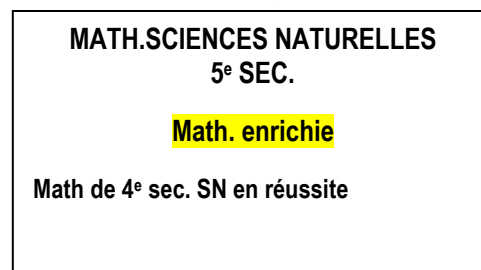 MATH.SCIENCES NATURELLES
5e SEC.
Math. enrichie
Math de 4e sec. SN en réussite